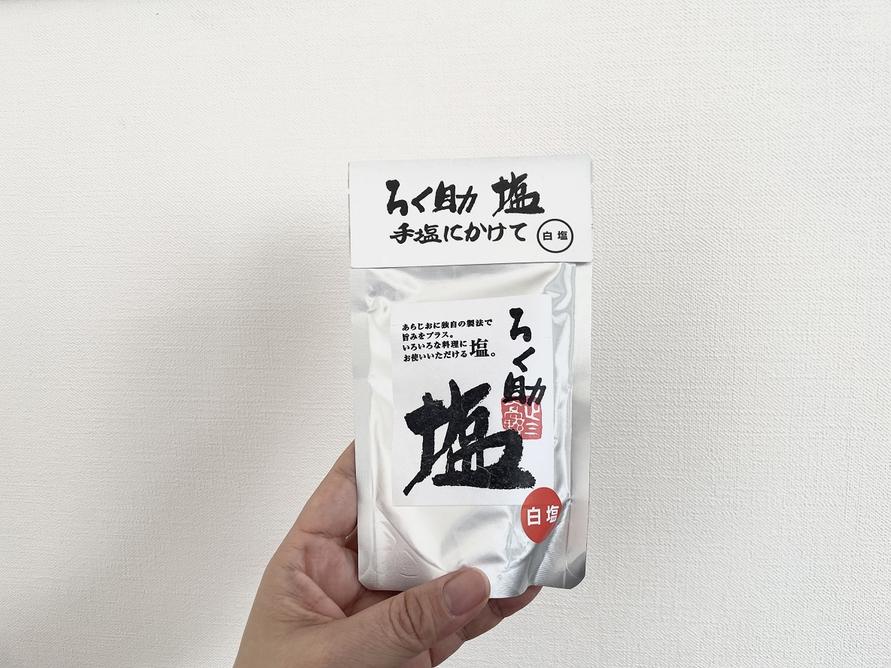 ろく助 塩
手塩にかけて 白塩
あらじおに独自の製法で
旨みをプラス。
いろいろな料理に
お使いいただける塩。
ろく助
塩
白塩